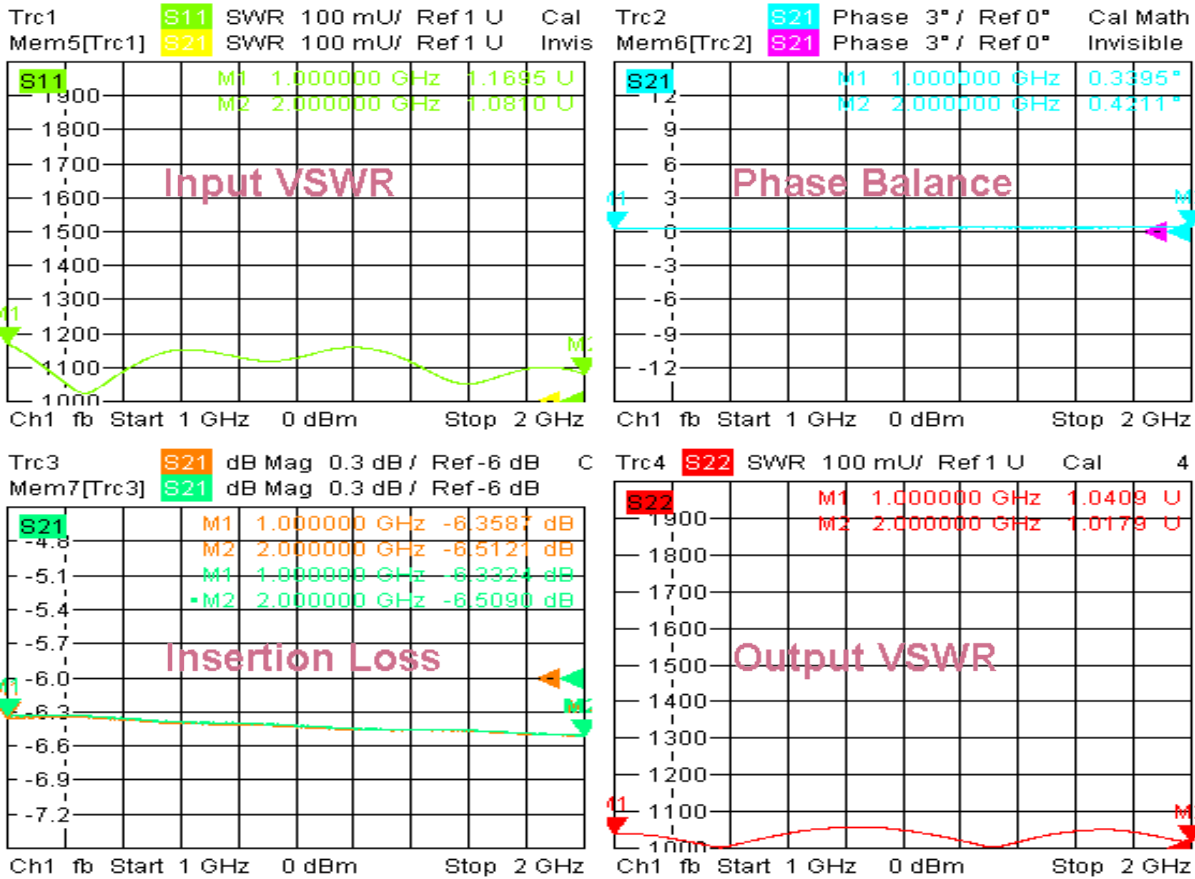 Trc1 S11 SWR 100 mU/ Ref 1 U Cal
Mem5[Trc1] S21 SWR 100 mU/ Ref 1 U Invis
S11
M1 1.000000 GHz 1.1695 U
M2 2.000000 GHz 1.0810 U
1900
1800
1700
Input VSWR
1600
1500
1400
1300
M1
1200
M2
1100
1000
Ch1 fb Start 1 GHz 0 dBm Stop 2 GHz
Trc2 S21 Phase 3°/ Ref 0° Cal Math
Mem6[Trc2] S21 Phase 3°/ Ref 0° Invisible
S21
M1 1.000000 GHz 0.3395°
M2 2.000000 GHz 0.4211°
12
9
6
Phase Balance
3
0
-3
-6
-9
-12
Ch1 fb Start 1 GHz 0 dBm Stop 2 GHz
Trc3 S21 dB Mag 0.3 dB / Ref -6 dB C
Mem7[Trc3] S21 dB Mag 0.3 dB / Ref -6 dB
S21
M1 1.000000 GHz -6.3587 dB
-4.8
M2 2.000000 GHz -6.5121 dB
-5.1
M1 1.000000 GHz -6.3324 dB
•M2 2.000000 GHz -6.5090 dB
-5.4
-5.7
Insertion Loss
-6.0
-6.3
-6.6
-6.9
-7.2
Ch1 fb Start 1 GHz 0 dBm Stop 2 GHz
Trc4 S22 SWR 100 mU/ Ref 1 U Cal 4
S22
M1 1.000000 GHz 1.0409 U
M2 2.000000 GHz 1.0179 U
1900
1800
1700
1600
1500
Output VSWR
1400
1300
1200
1100
1000
Ch1 fb Start 1 GHz 0 dBm Stop 2 GHz